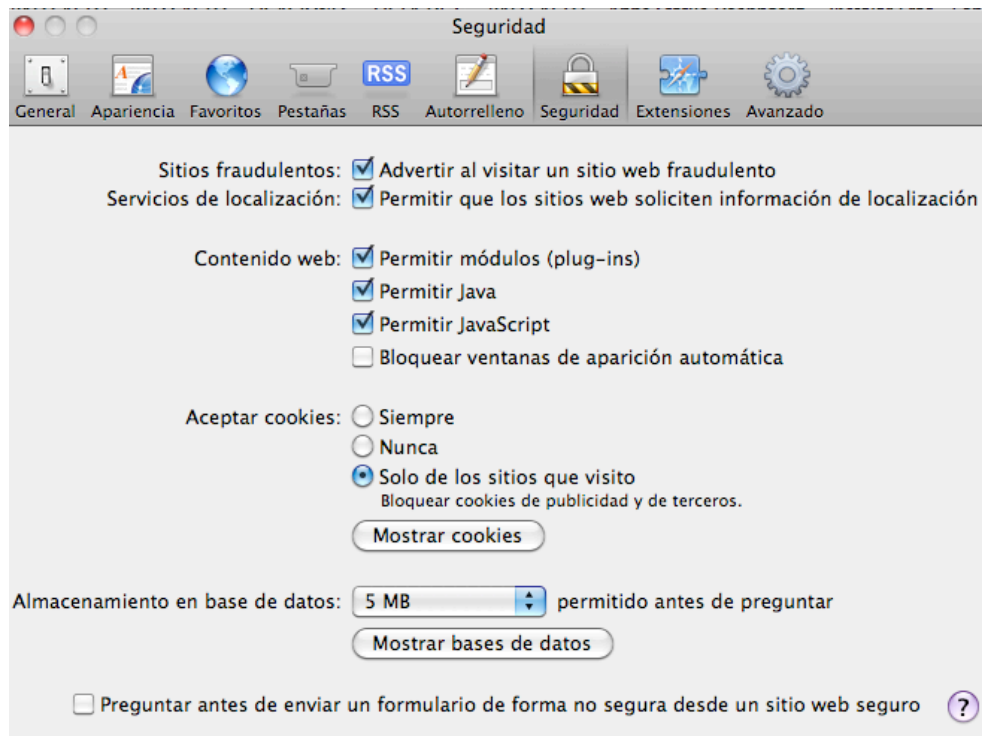 Seguridad
RSS
General Apariencia Favoritos Pestañas RSS Autorrelleno Seguridad Extensiones Avanzado
Sitios fraudulentos: Advertir al visitar un sitio web fraudulento
Servicios de localización: Permitir que los sitios web soliciten información de localización
Contenido web: Permitir módulos (plug-ins)
Permitir Java
Permitir JavaScript
Bloquear ventanas de aparición automática
Aceptar cookies: Siempre
Nunca
Solo de los sitios que visito
Bloquear cookies de publicidad y de terceros.
Mostrar cookies
Almacenamiento en base de datos: 5 MB permitido antes de preguntar
Mostrar bases de datos
Preguntar antes de enviar un formulario de forma no segura desde un sitio web seguro ?